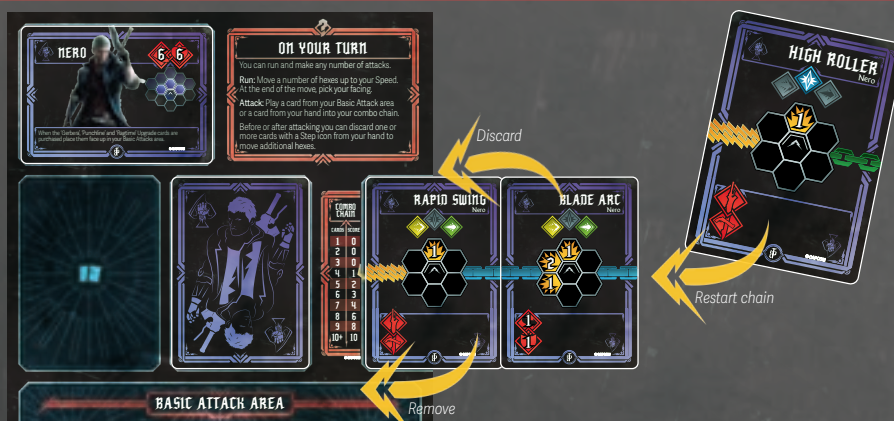 NERO
6 6
When the 'Gerbera', 'Punchline' and 'Ragtime' Upgrade cards are
purchased place them face up in your Basic Attacks area.
ON YOUR TURN
You can run and make any number of attacks.
Run: Move a number of hexes up to your Speed.
At the end of the move, pick your facing.
Attack: Play a card from your Basic Attack area
or a card from your hand into your combo chain.
Before or after attacking you can discard one or
more cards with a Step icon from your hand to
move additional hexes.
Discard
HIGH ROLLER
Nero
1
COMBO
CHAIN
CARDS SCORE
1 0
2 0
3 0
4 1
5 2
6 3
7 4
8 6
9 8
10+ 10
RAPID SWING
Nero
1
BLADE ARC
Nero
1
2
1
1
1
Restart chain
Remove
BASIC ATTACK AREA